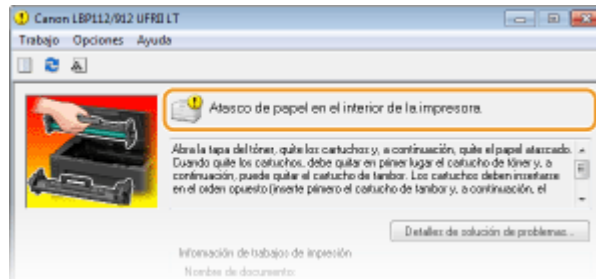 Canon LBP112/912 UFRII LT
Trabajo Opciones Ayuda
Atasco de papel en el interior de la impresora
Abra la tapa del tóner, quite los cartuchos y, a continuación, quite el papel atascado.
Cuando quite los cartuchos, debe quitar en primer lugar el cartucho de tóner y, a
continuación, puede quitar el cartucho de tambor. Los cartuchos deben insertarse
en el orden opuesto (inserte primero el cartucho de tambor y, a continuación, el
Detalles de solución de problemas...
Información de trabajos de impresión
Nombre de documento: